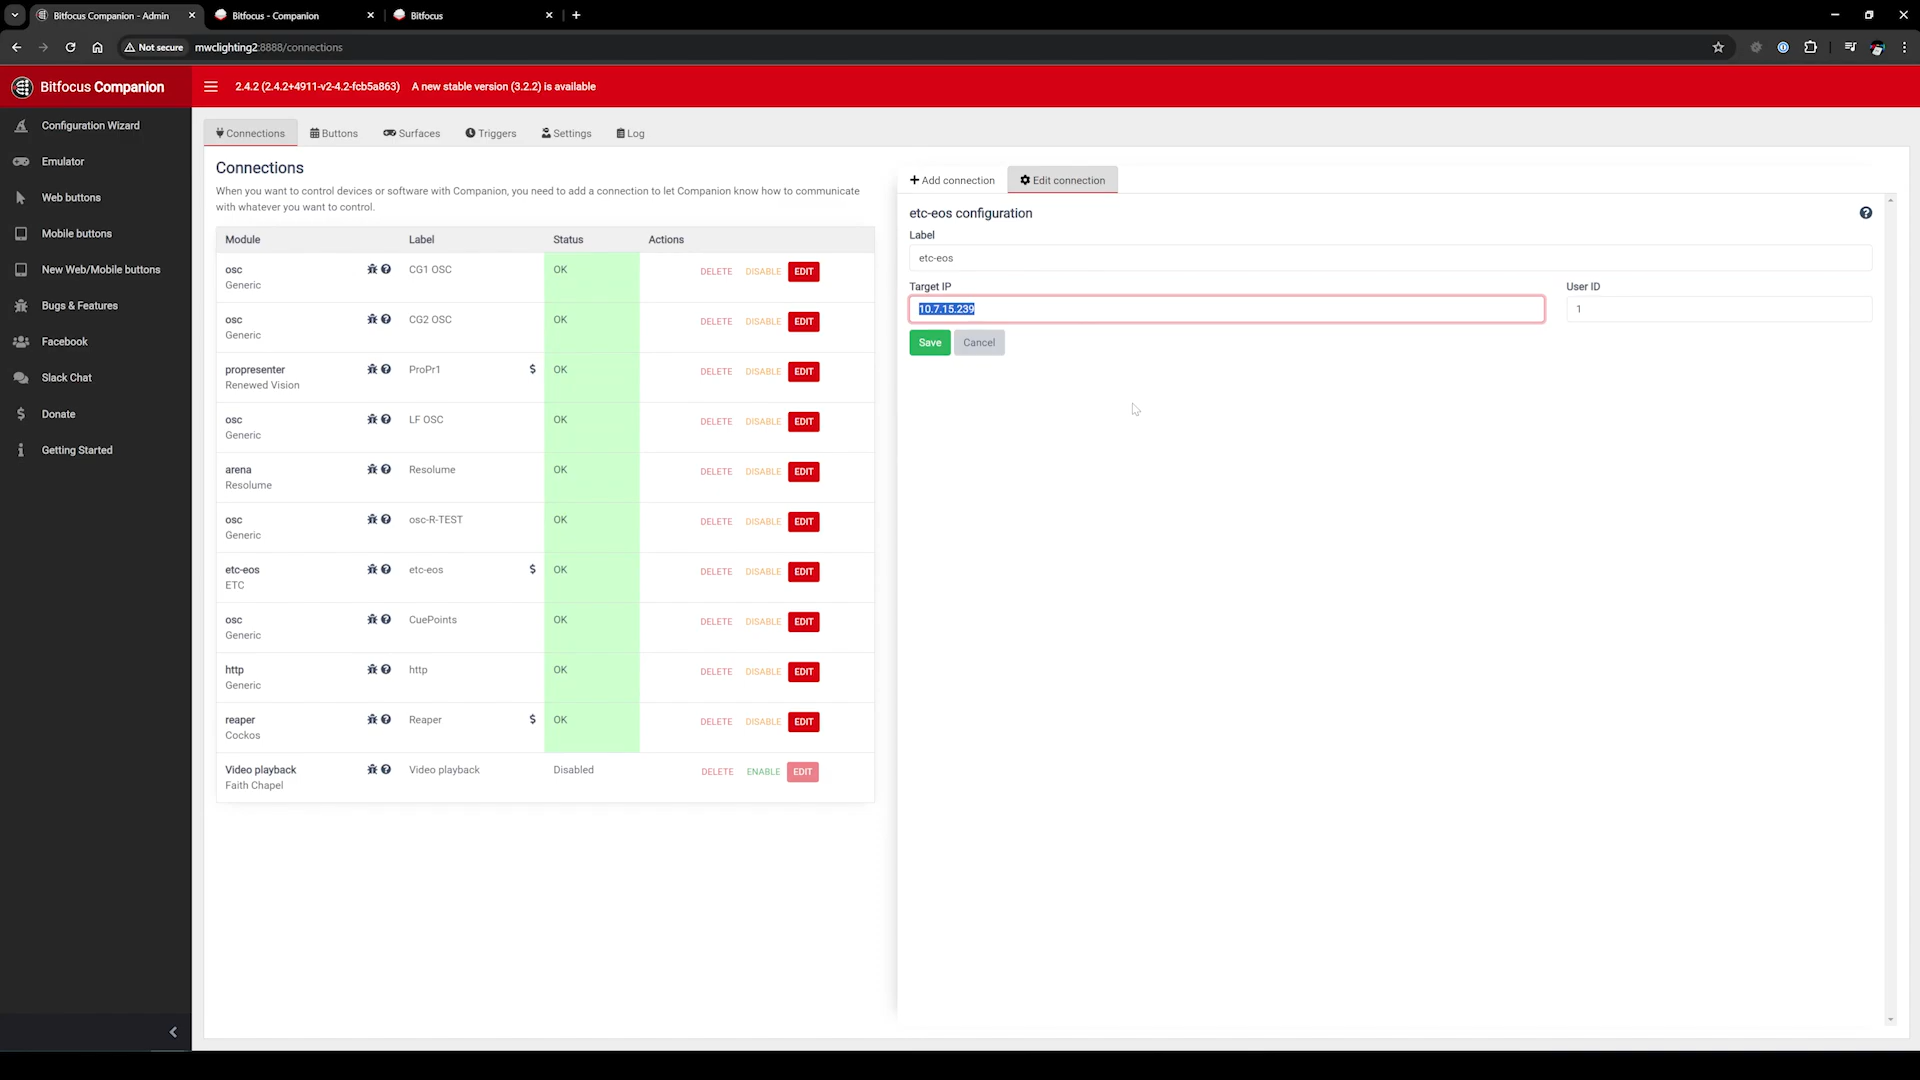 Bitfocus Companion - Admin
Bitfocus - Companion
Bitfocus
Not secure
mwclighting2:8888/connections
Bitfocus Companion
2.4.2 (2.4.2+4911-v2-4.2-fcb5a863)
A new stable version (3.2.2) is available
Configuration Wizard
Emulator
Web buttons
Mobile buttons
New Web/Mobile buttons
Bugs & Features
Facebook
Slack Chat
Donate
Getting Started
Connections
Buttons
Surfaces
Triggers
Settings
Log
Connections
When you want to control devices or software with Companion, you need to add a connection to let Companion know how to communicate
with whatever you want to control.
Module Label Status Actions
osc CG1 OSC OK DELETE DISABLE EDIT
Generic
osc CG2 OSC OK DELETE DISABLE EDIT
Generic
propresenter ProPr1 $ OK DELETE DISABLE EDIT
Renewed Vision
osc LF OSC OK DELETE DISABLE EDIT
Generic
arena Resolume OK DELETE DISABLE EDIT
Resolume
osc osc-R-TEST OK DELETE DISABLE EDIT
Generic
etc-eos etc-eos $ OK DELETE DISABLE EDIT
ETC
osc CuePoints OK DELETE DISABLE EDIT
Generic
http http OK DELETE DISABLE EDIT
Generic
reaper Reaper $ OK DELETE DISABLE EDIT
Cockos
Video playback Video playback Disabled DELETE ENABLE EDIT
Faith Chapel
Add connection
Edit connection
etc-eos configuration
Label
etc-eos
Target IP User ID
10.7.15.239 1
Save Cancel